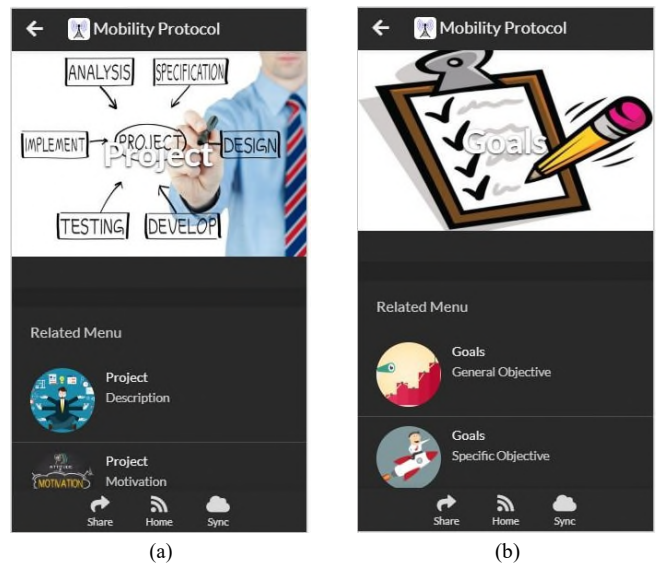 Mobility Protocol
ANALYSIS
SPECIFICATION
IMPLEMENT
PROJECT
Project
DESIGN
TESTING
DEVELOP
Related Menu
Project
Description
Project
Motivation
MOTIVATION
Share
Home
Sync
(a)
Mobility Protocol
Goals
Related Menu
Goals
General Objective
Goals
Specific Objective
Share
Home
Sync
(b)